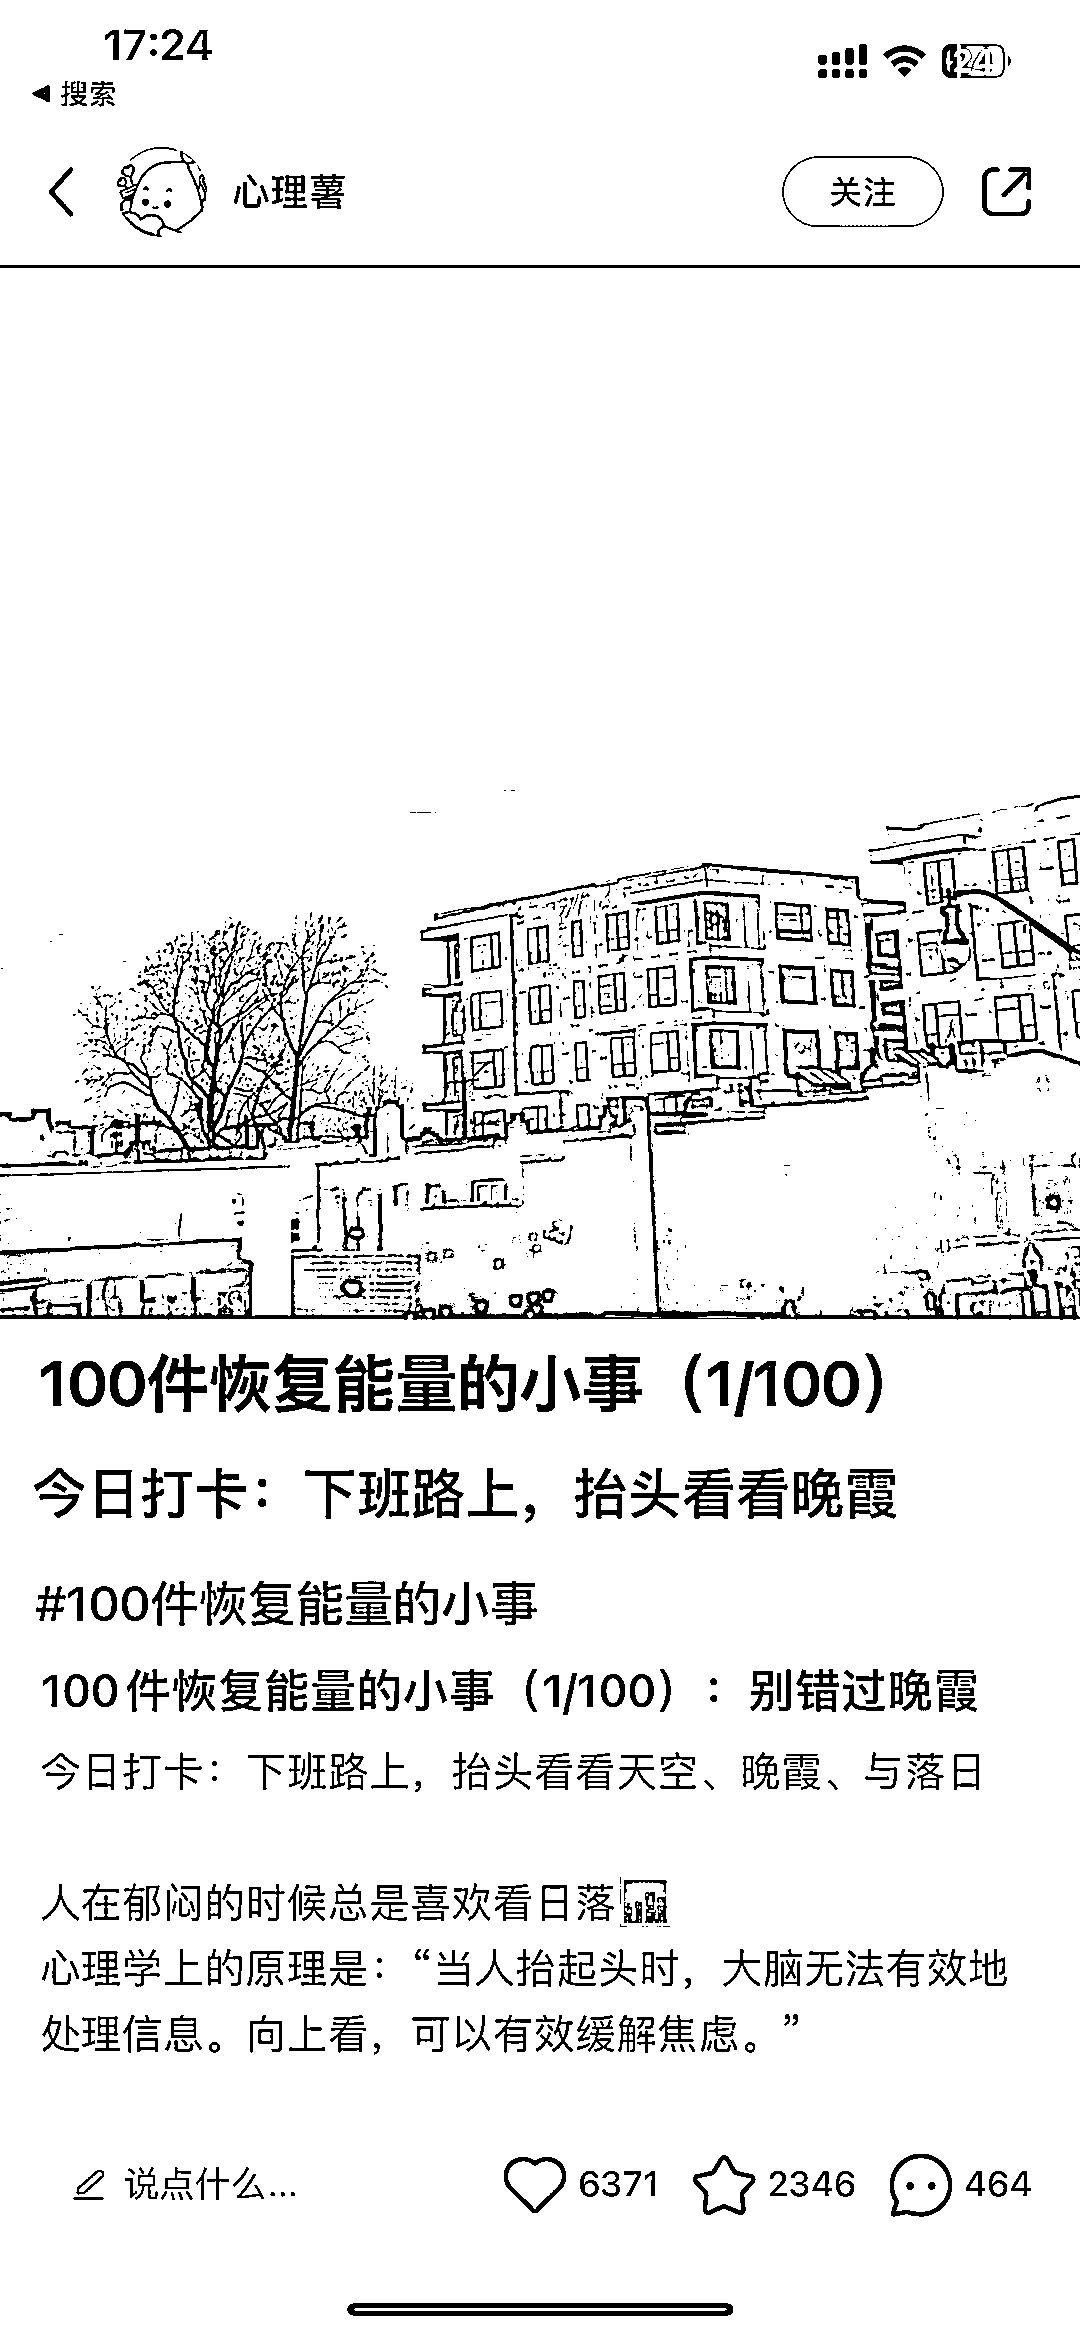 17:24
24
◀ 搜索
心理薯
关注
100件恢复能量的小事（1/100）
今日打卡：下班路上，抬头看看晚霞
#100件恢复能量的小事
100件恢复能量的小事（1/100）：别错过晚霞
今日打卡：下班路上，抬头看看天空、晚霞、与落日
人在郁闷的时候总是喜欢看日落
心理学上的原理是：“当人抬起头时，大脑无法有效地
处理信息。向上看，可以有效缓解焦虑。”
说点什么...
6371
2346
464